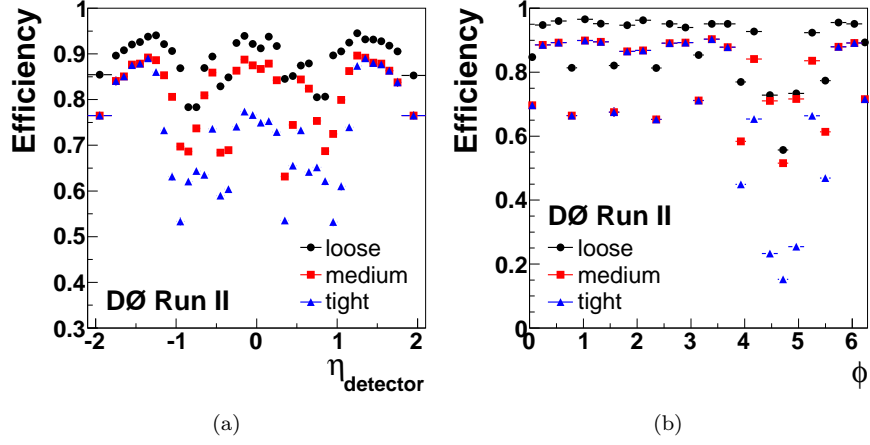 Efficiency
1
0.9
0.8
0.7
0.6
0.5
0.4
0.3
-2 -1 0 1 2
η detector
DØ Run II
loose
medium
tight
(a)
Efficiency
1
0.8
0.6
0.4
0.2
0
0 1 2 3 4 5 6
ϕ
DØ Run II
loose
medium
tight
(b)